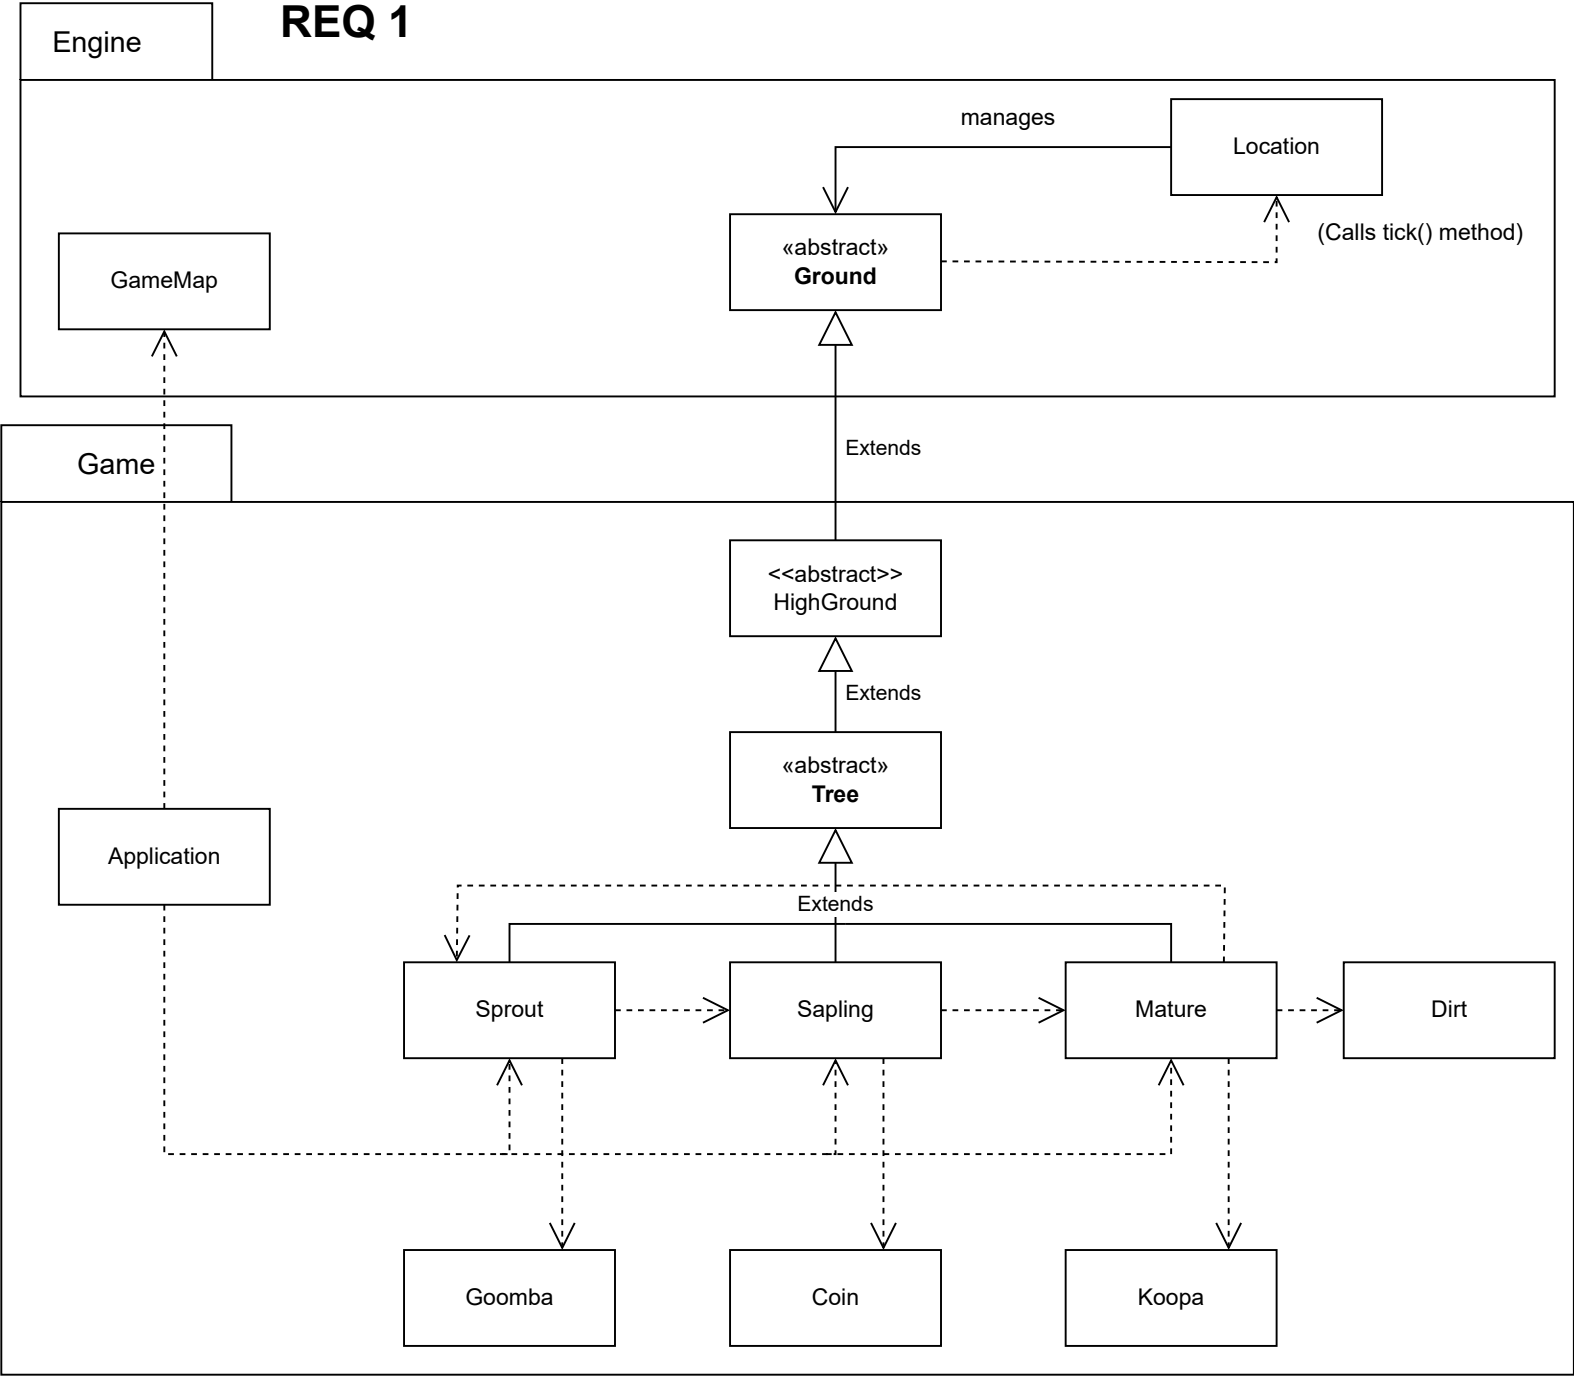 REQ 1
Engine
manages
Location
(Calls tick() method)
«abstract»
Ground
GameMap
Extends
Game
<<abstract>>
HighGround
Extends
«abstract»
Tree
Application
Extends
Sprout
Sapling
Mature
Dirt
Goomba
Coin
Koopa